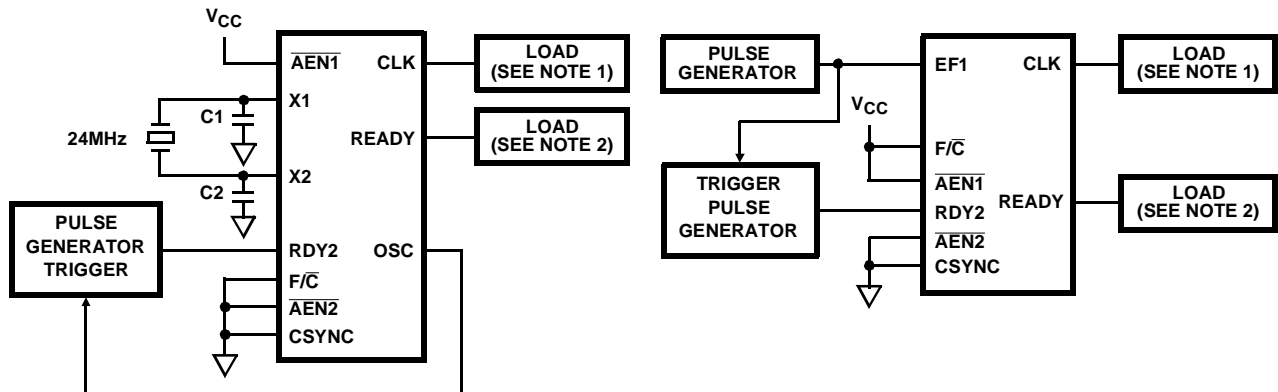 VCC
AEN1
CLK
LOAD
(SEE NOTE 1)
X1
C1
24MHz
READY
LOAD
(SEE NOTE 2)
X2
C2
PULSE
GENERATOR
TRIGGER
RDY2
OSC
F/C
AEN2
CSYNC
PULSE
GENERATOR
EF1
CLK
LOAD
(SEE NOTE 1)
VCC
F/C
TRIGGER
PULSE
GENERATOR
AEN1
RDY2
READY
LOAD
(SEE NOTE 2)
AEN2
CSYNC